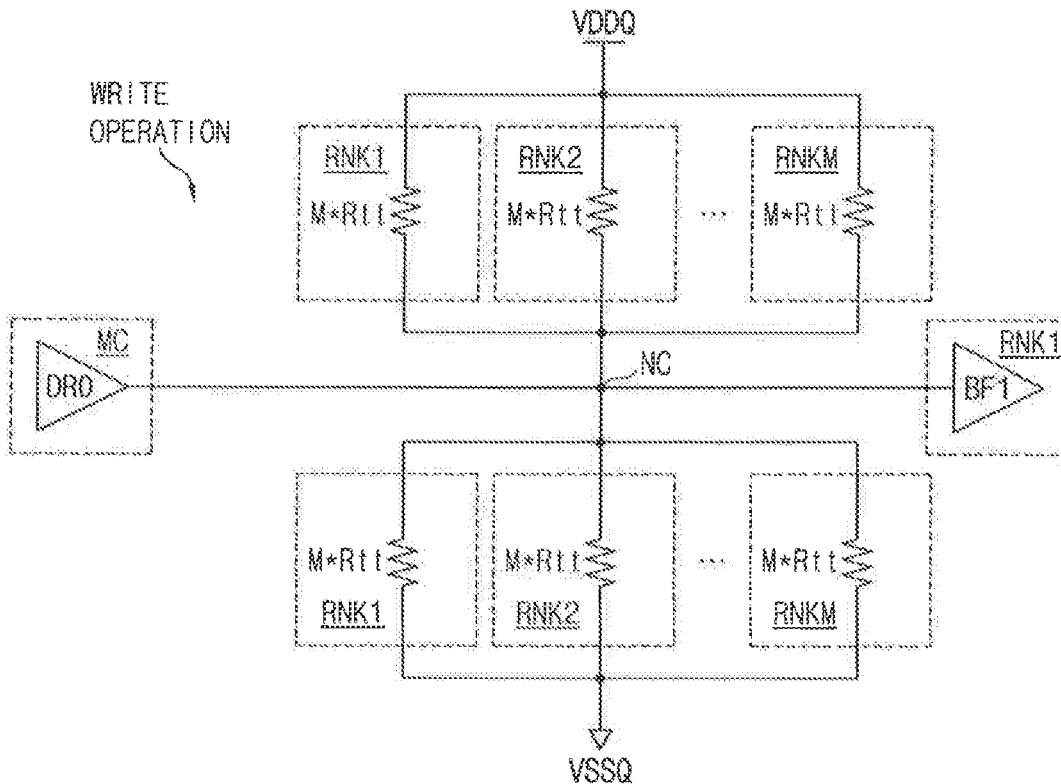 VDDQ
WRITE
OPERATION
RNK1 RNK2 RNKM
M*Rtt M*Rtt ... M*Rtt
MC NC RNK1
DR0 BF1
M*Rtt M*Rtt ... M*Rtt
RNK1 RNK2 RNKM
VSSQ